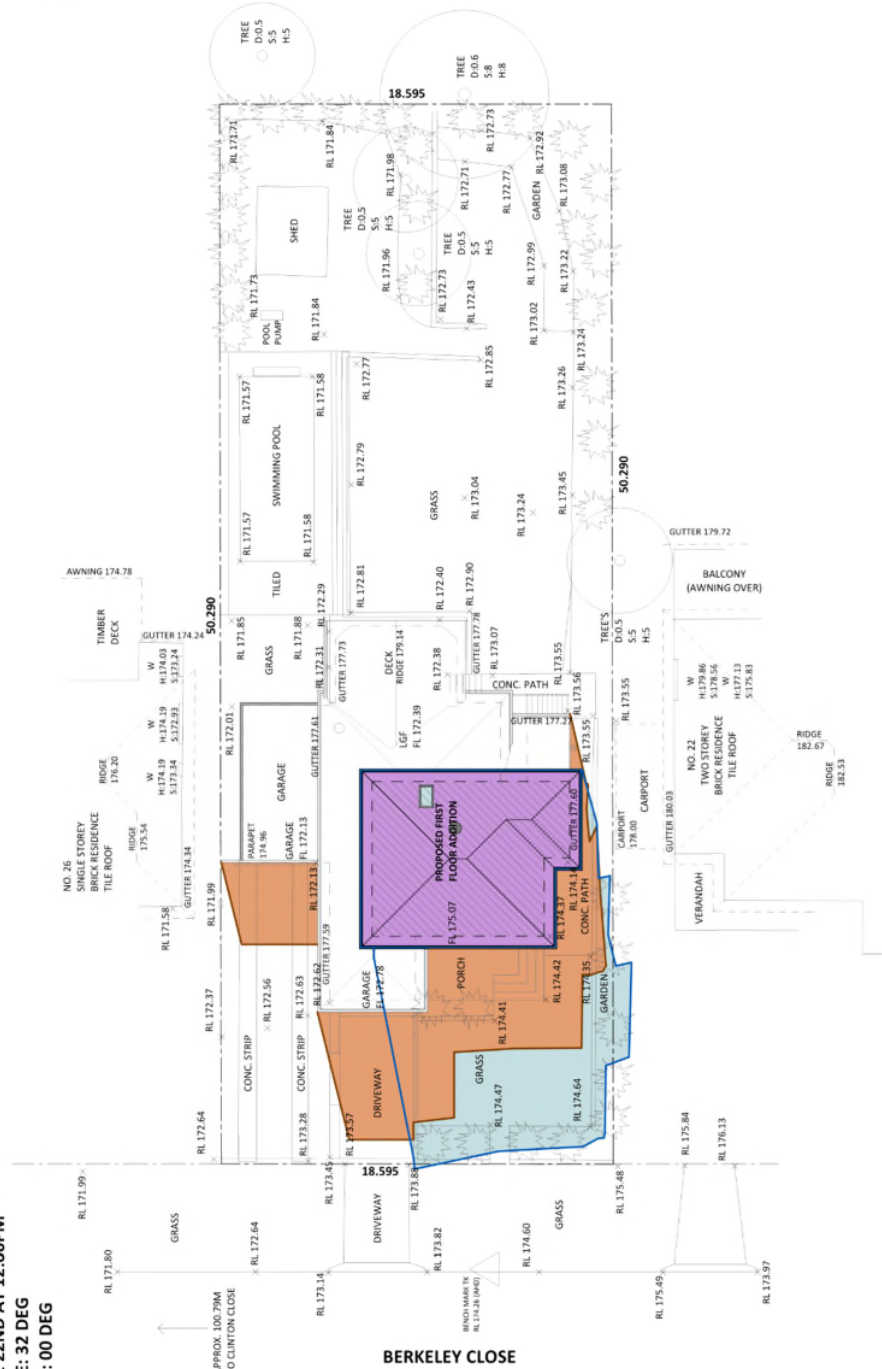 TREE
D:0.5
S:5
H:5
TREE
D:0.6
S:8
H:8
18.595
RL 171.71
RL 171.84
RL 171.98
RL 172.73
RL 172.92
RL 172.71
RL 172.77
RL 173.08
GARDEN
SHED
TREE
D:0.5
S:5
H:5
TREE
D:0.5
S:5
H:5
RL 171.96
RL 172.99
RL 173.22
RL 171.73
POOL
PUMP
RL 171.84
RL 172.73
RL 172.43
RL 173.02
RL 173.24
RL 172.77
RL 172.85
RL 173.26
RL 171.57
RL 171.58
SWIMMING POOL
RL 172.79
GRASS
RL 173.04
RL 173.24
RL 173.45
50.290
RL 171.57
RL 171.58
TILED
RL 172.81
RL 172.40
RL 172.90
GUTTER 179.72
BALCONY
(AWNING OVER)
AWNING 174.78
TIMBER
DECK
GUTTER 174.24
50.290
RL 171.85
GRASS
RL 171.88
RL 172.29
RL 172.31
GUTTER 177.73
DECK
RIDGE 179.14
RL 172.38
GUTTER 177.78
RL 173.07
RL 173.55
TREE'S
D:0.5
S:5
H:5
W
H:174.03
S:173.24
W
H:174.19
S:172.93
W
H:174.19
S:173.34
W
H:179.86
S:178.56
W
H:177.13
S:175.83
CONC. PATH
RL 173.56
RL 173.55
RL 173.55
GUTTER 177.27
RL 172.01
GUTTER 177.61
LGF
FL 172.39
RIDGE
176.20
RIDGE
175.54
NO. 26
SINGLE STOREY
BRICK RESIDENCE
TILE ROOF
GUTTER 174.34
GARAGE
PARAPET
174.96
GARAGE
FL 172.13
RL 172.13
PROPOSED FIRST
FLOOR ADDITION
FL 175.07
GUTTER 177.60
CARPORT
178.00
CARPORT
GUTTER 180.03
NO. 22
TWO STOREY
BRICK RESIDENCE
TILE ROOF
RIDGE
182.67
RIDGE
182.53
VERANDAH
RL 171.58
RL 171.99
RL 174.14
RL 174.37
CONC. PATH
GUTTER 177.59
RL 172.62
GARAGE
FL 172.78
PORCH
RL 174.42
RL 174.35
GARDEN
RL 172.37
RL 172.56
RL 172.63
RL 174.41
CONC. STRIP
CONC. STRIP
DRIVEWAY
GRASS
RL 174.47
RL 174.64
RL 172.64
RL 173.28
RL 173.57
RL 173.45
18.595
RL 173.88
RL 175.84
RL 176.13
RL 175.48
RL 171.99
GRASS
DRIVEWAY
GRASS
RL 171.80
RL 172.64
RL 173.14
RL 173.82
RL 174.60
RL 175.49
RL 173.97
BENCH MARK TK
RL 174.26 (AHD)
22ND AT
: 32 DEG
: 00 DEG
PPROX. 100.79M
O CLINTON CLOSE
BERKELEY CLOSE